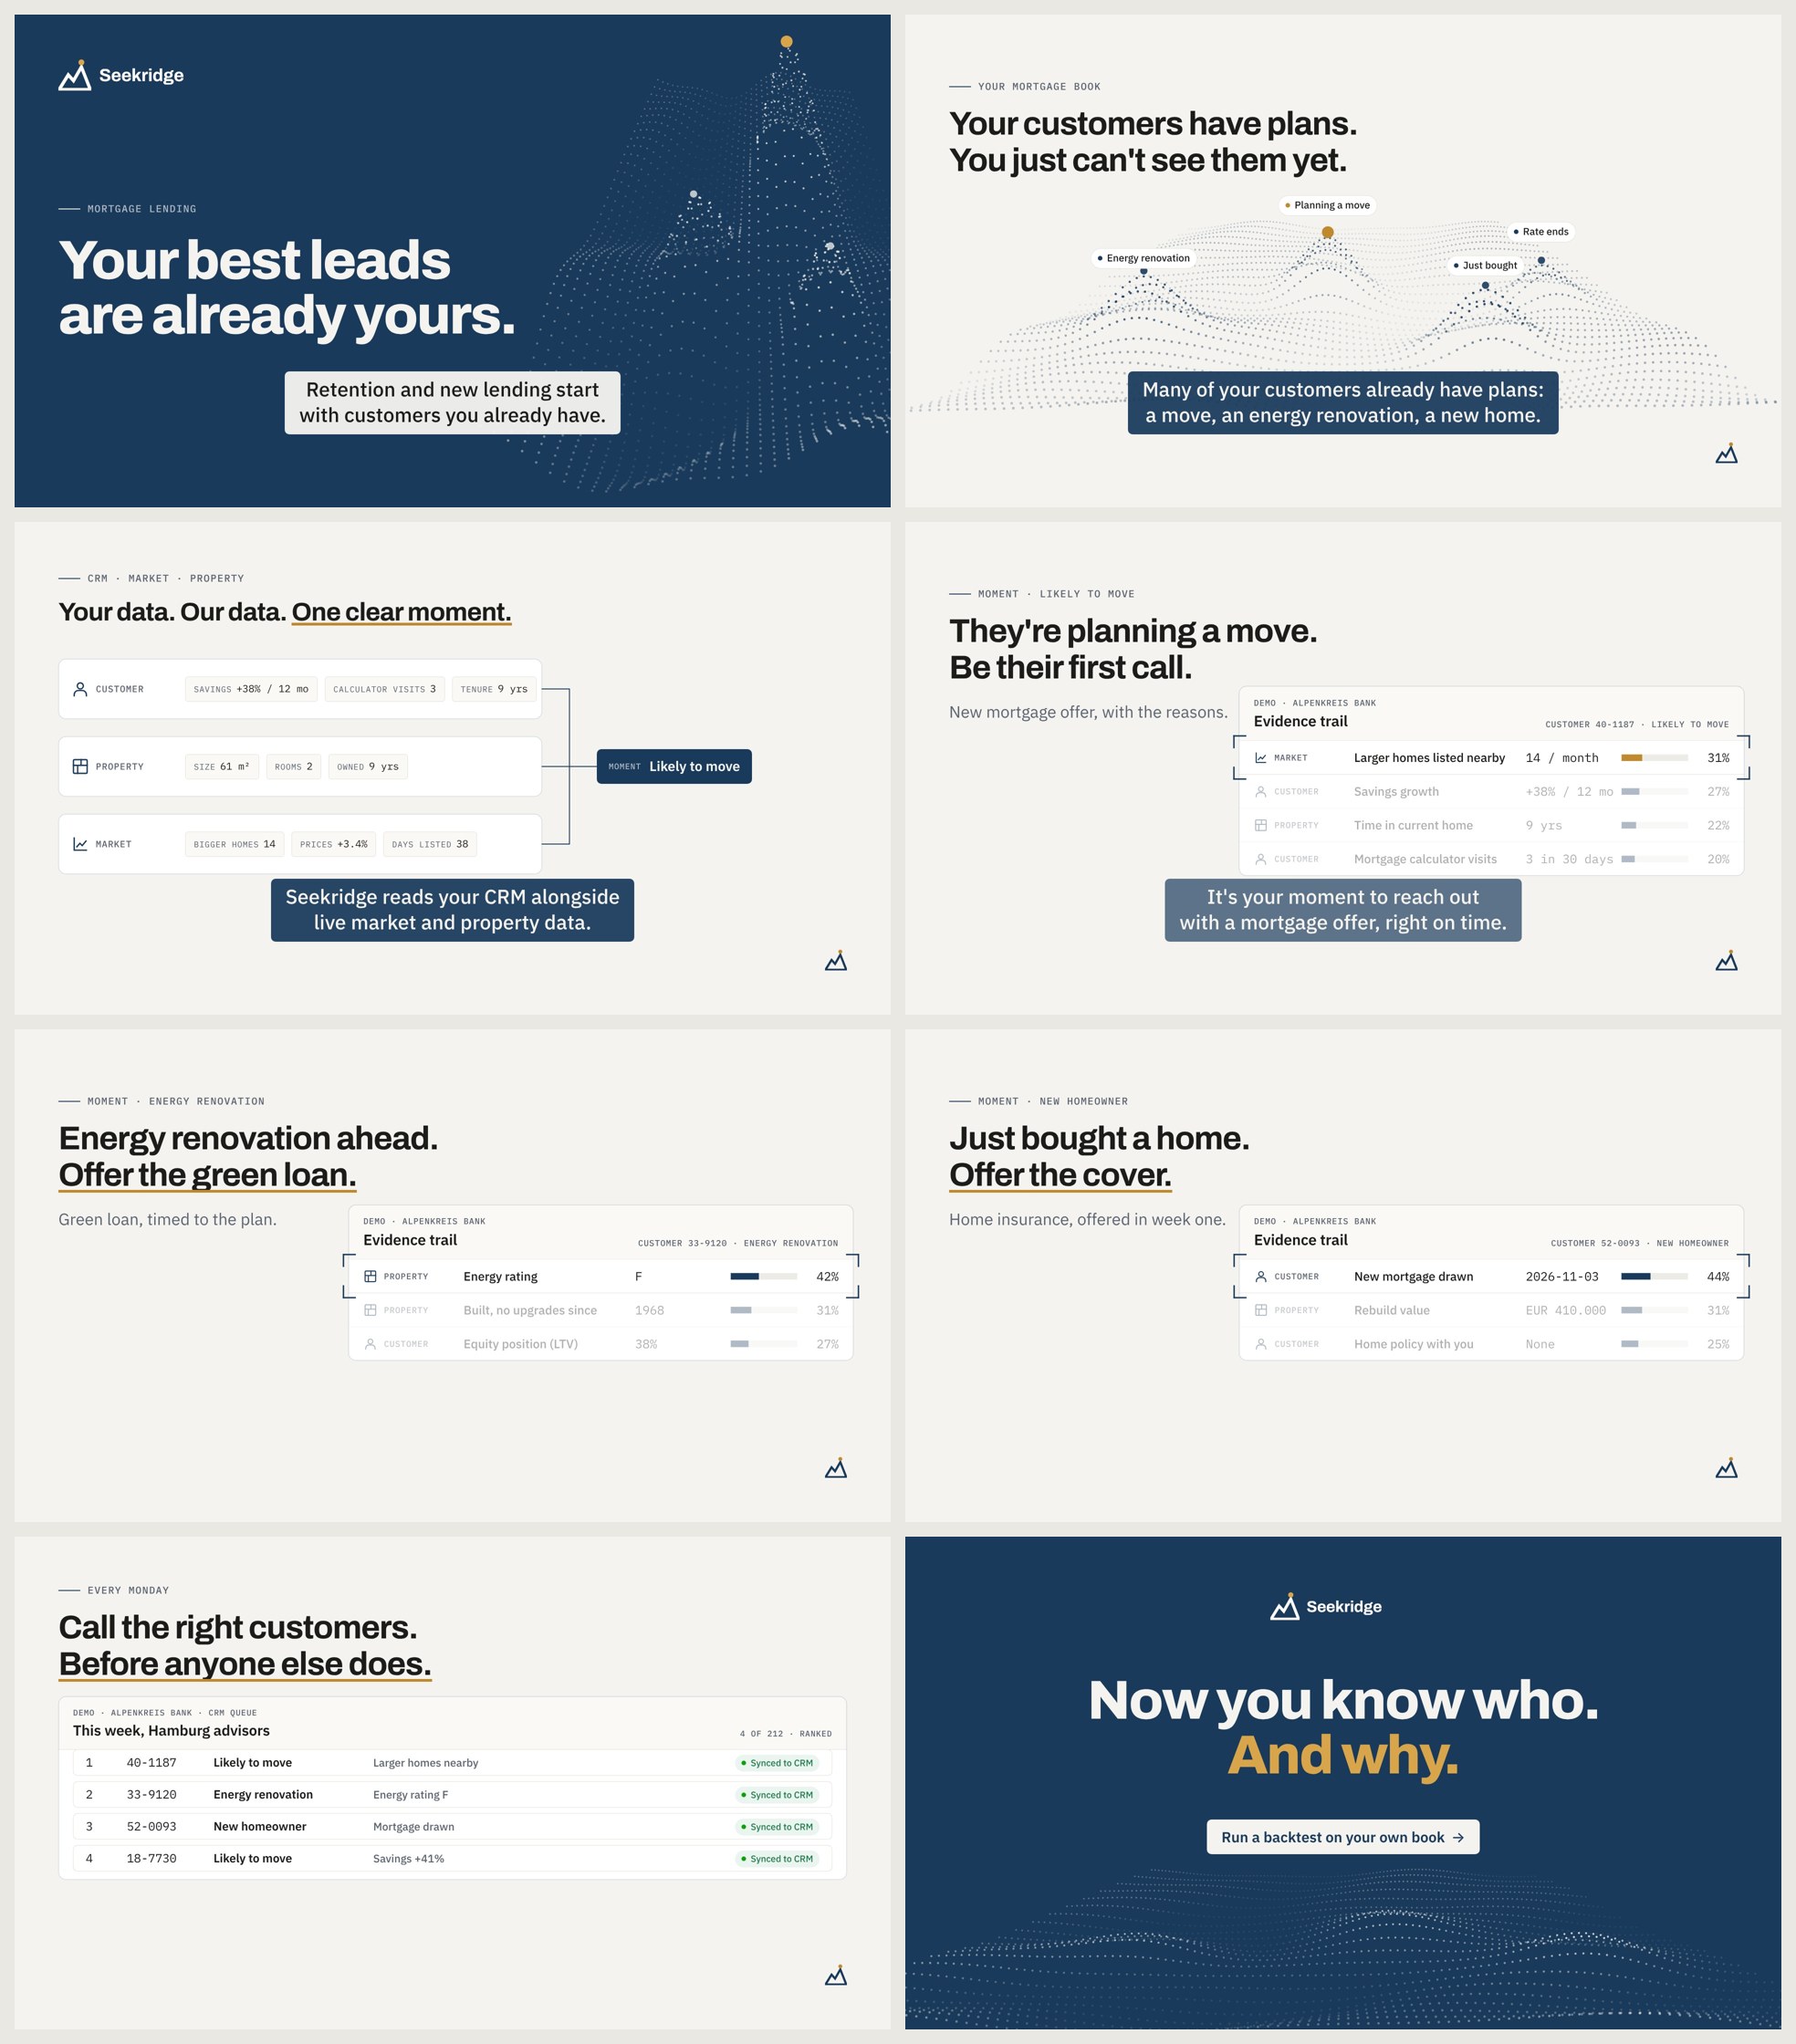 Seekridge
MORTGAGE LENDING
Your best leads
are already yours.
Retention and new lending start
with customers you already have.
YOUR MORTGAGE BOOK
Your customers have plans.
You just can't see them yet.
Planning a move
Rate ends
Energy renovation
Just bought
Many of your customers already have plans:
a move, an energy renovation, a new home.
CRM · MARKET · PROPERTY
Your data. Our data. One clear moment.
CUSTOMER SAVINGS +38% / 12 mo CALCULATOR VISITS 3 TENURE 9 yrs
PROPERTY SIZE 61 m² ROOMS 2 OWNED 9 yrs
MOMENT Likely to move
MARKET BIGGER HOMES 14 PRICES +3.4% DAYS LISTED 38
Seekridge reads your CRM alongside
live market and property data.
MOMENT · LIKELY TO MOVE
They're planning a move.
Be their first call.
New mortgage offer, with the reasons.
DEMO · ALPENKREIS BANK
Evidence trail CUSTOMER 40-1187 · LIKELY TO MOVE
MARKET Larger homes listed nearby 14 / month 31%
CUSTOMER Savings growth +38% / 12 mo 27%
PROPERTY Time in current home 9 yrs 22%
CUSTOMER Mortgage calculator visits 3 in 30 days 20%
It's your moment to reach out
with a mortgage offer, right on time.
MOMENT · ENERGY RENOVATION
Energy renovation ahead.
Offer the green loan.
Green loan, timed to the plan.
DEMO · ALPENKREIS BANK
Evidence trail CUSTOMER 33-9120 · ENERGY RENOVATION
PROPERTY Energy rating F 42%
PROPERTY Built, no upgrades since 1968 31%
CUSTOMER Equity position (LTV) 38% 27%
MOMENT · NEW HOMEOWNER
Just bought a home.
Offer the cover.
Home insurance, offered in week one.
DEMO · ALPENKREIS BANK
Evidence trail CUSTOMER 52-0093 · NEW HOMEOWNER
CUSTOMER New mortgage drawn 2026-11-03 44%
PROPERTY Rebuild value EUR 410.000 31%
CUSTOMER Home policy with you None 25%
EVERY MONDAY
Call the right customers.
Before anyone else does.
DEMO · ALPENKREIS BANK · CRM QUEUE
This week, Hamburg advisors 4 OF 212 · RANKED
1 40-1187 Likely to move Larger homes nearby Synced to CRM
2 33-9120 Energy renovation Energy rating F Synced to CRM
3 52-0093 New homeowner Mortgage drawn Synced to CRM
4 18-7730 Likely to move Savings +41% Synced to CRM
Seekridge
Now you know who.
And why.
Run a backtest on your own book →